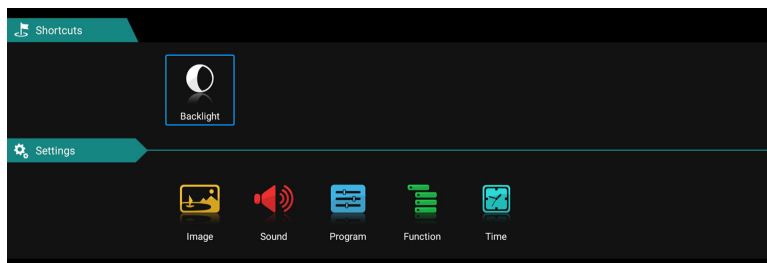 Shortcuts
Backlight
Settings
Image Sound Program Function Time